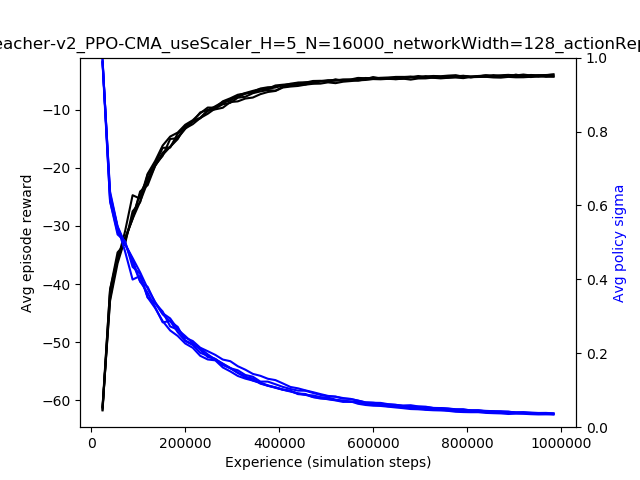 eacher-v2_PPO-CMA_useScaler_H=5_N=16000_networkWidth=128_actionRep
1.0
−10
0.8
−20
−30
0.6
−40
0.4
−50
0.2
−60
0.0
Avg episode reward
Avg policy sigma
0 200000 400000 600000 800000 1000000
Experience (simulation steps)